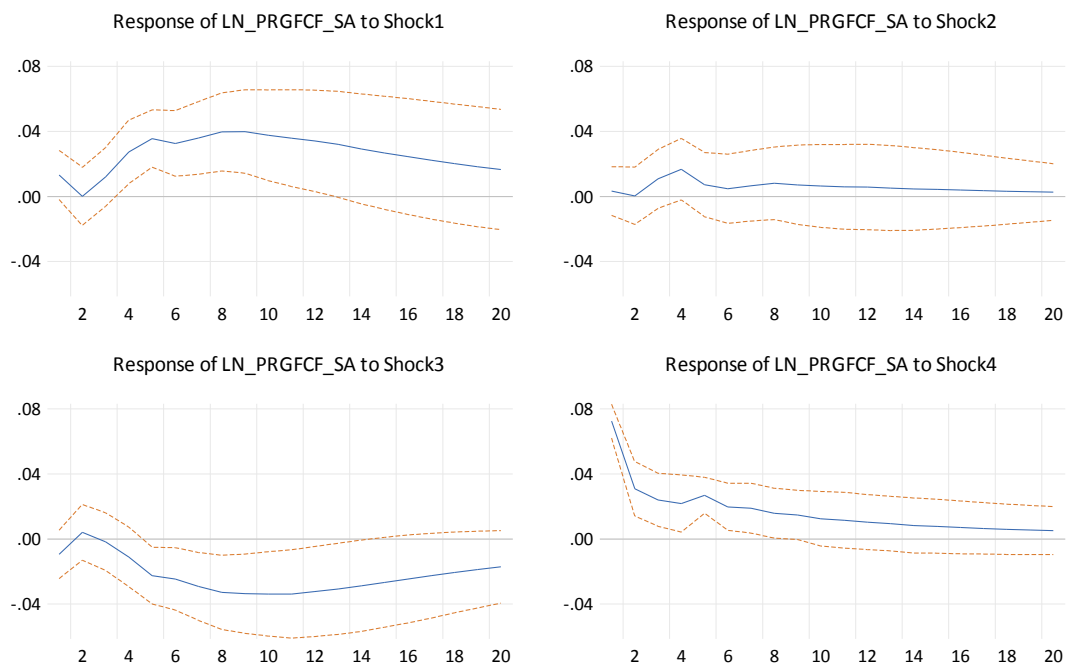 Response of LN_PRGFCF_SA to Shock1
.08
.04
.00
-.04
2 4 6 8 10 12 14 16 18 20
Response of LN_PRGFCF_SA to Shock2
.08
.04
.00
-.04
2 4 6 8 10 12 14 16 18 20
Response of LN_PRGFCF_SA to Shock3
.08
.04
.00
-.04
2 4 6 8 10 12 14 16 18 20
Response of LN_PRGFCF_SA to Shock4
.08
.04
.00
-.04
2 4 6 8 10 12 14 16 18 20